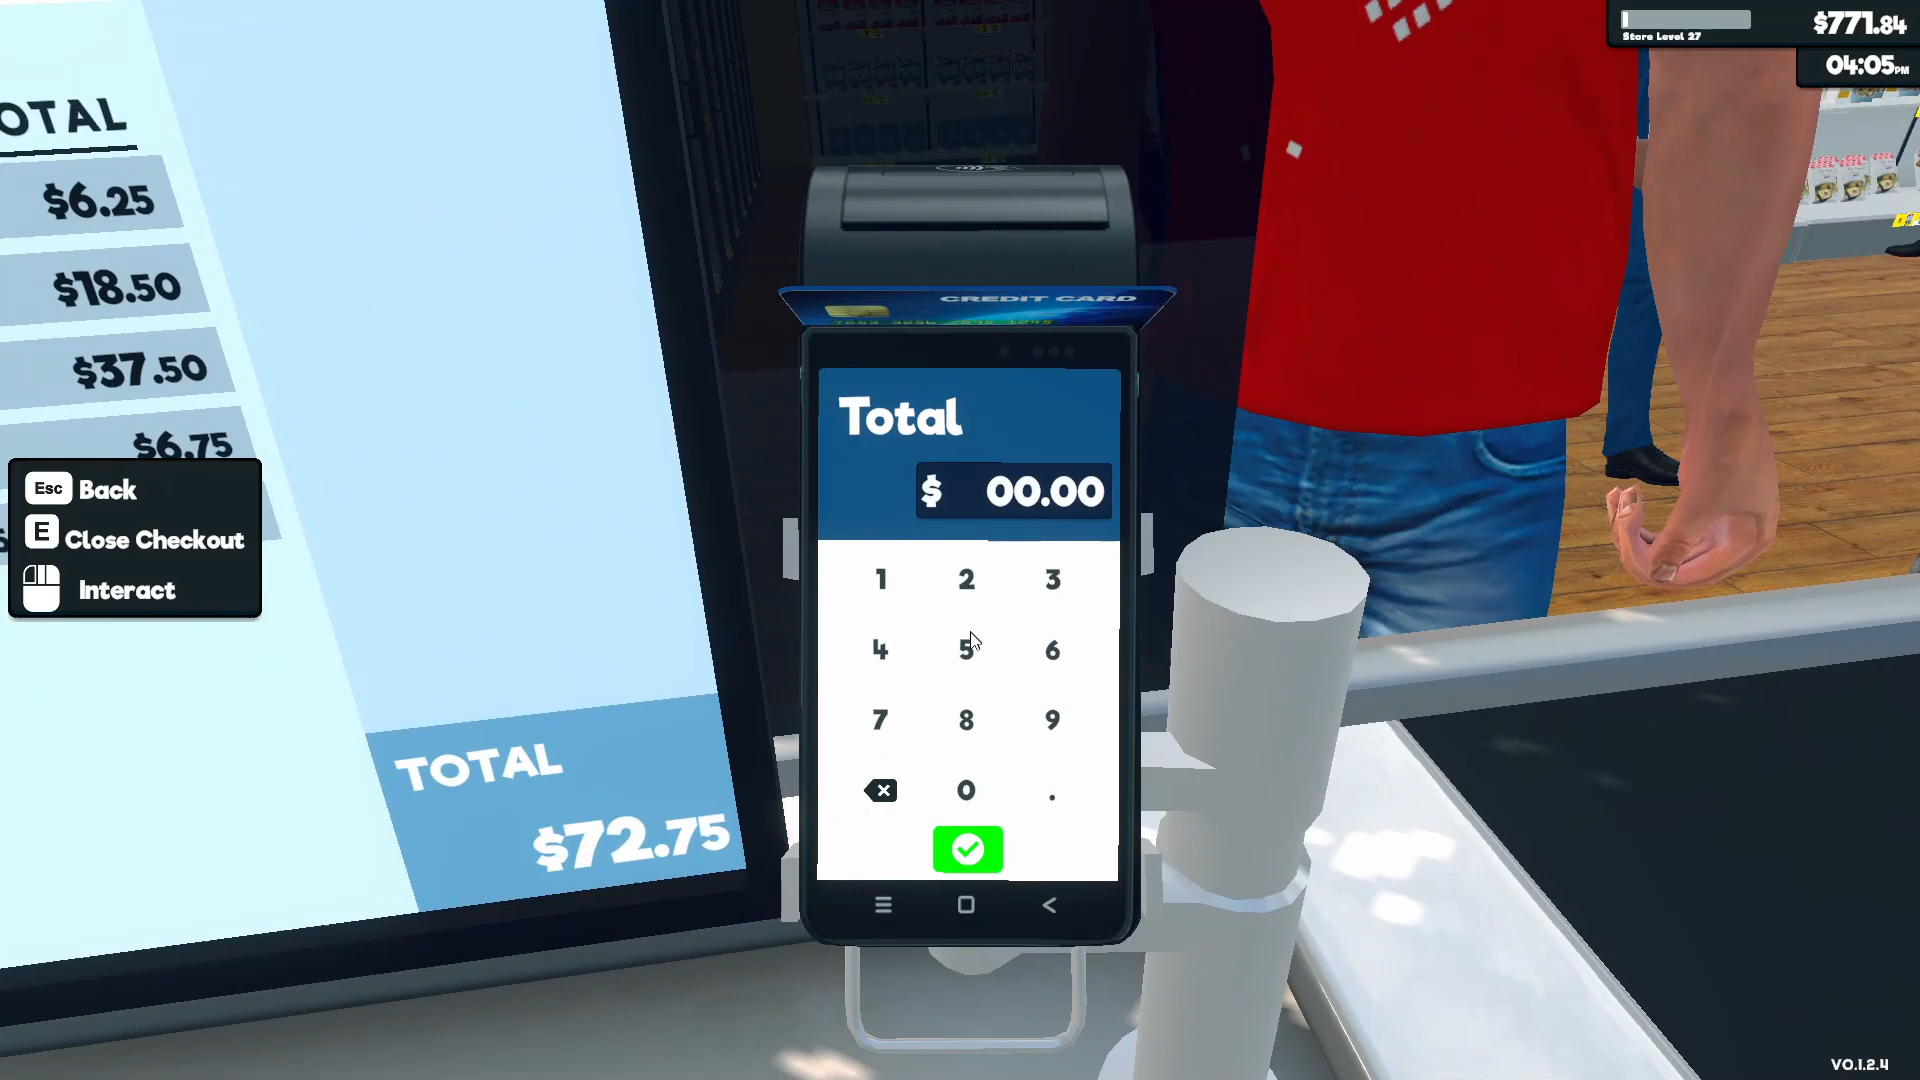 OTAL
$6.25
$18.50
$37.50
$6.75
$
Esc Back
E Close Checkout
Interact
TOTAL
$72.75
CREDIT CARD
Total
$ 00.00
1 2 3
4 5 6
7 8 9
0 .
Store Level 27
$771.84
04:05PM
V0.1.2.4